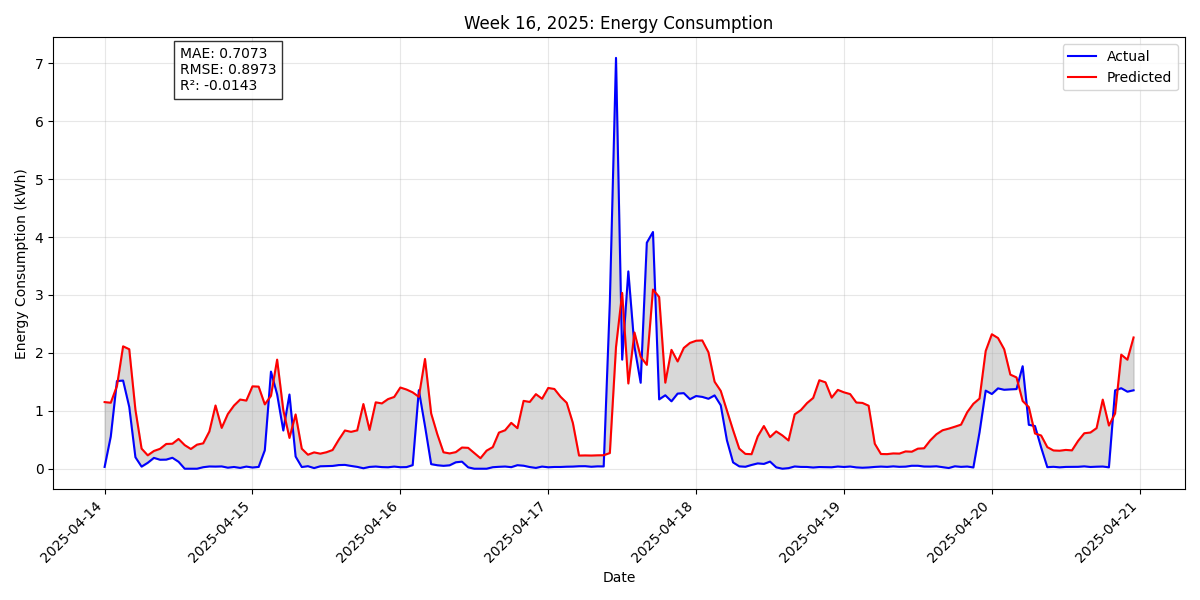 Week 16, 2025: Energy Consumption
MAE: 0.7073
RMSE: 0.8973
R²: -0.0143
Actual
Predicted
Energy Consumption (kWh)
7
6
5
4
3
2
1
0
2025-04-14
2025-04-15
2025-04-16
2025-04-17
2025-04-18
2025-04-19
2025-04-20
2025-04-21
Date